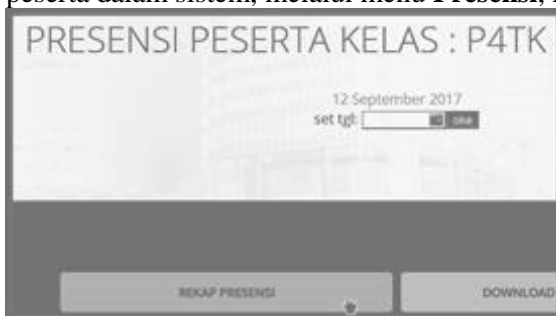 peserta dalam sistem, melalui menu Presensi,
PRESENSI PESERTA KELAS : P4TK
12 September 2017
set tgl:
REKAP PRESENSI
DOWNLOAD